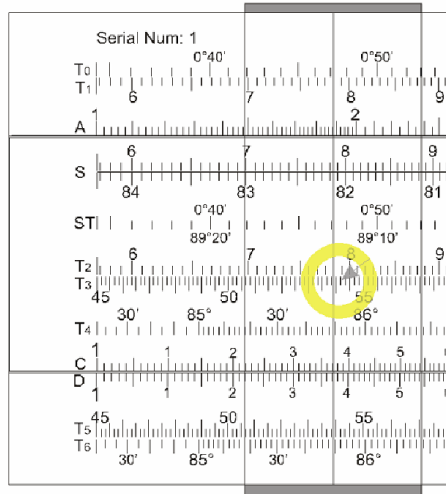 Serial Num: 1
0°40' 0°50'
T0
T1 6 7 8 9
1 2
A
6 7 8 9
S
84 83 82 81
0°40' 0°50'
ST
89°20' 89°10'
T2 6 7 8 9
T3
45 50 55
30' 85° 30' 86°
T4
1 1 2 3 4 5
C
D
1 1 2 3 4 5
45 50 55
T5
T6
30' 85° 30' 86°